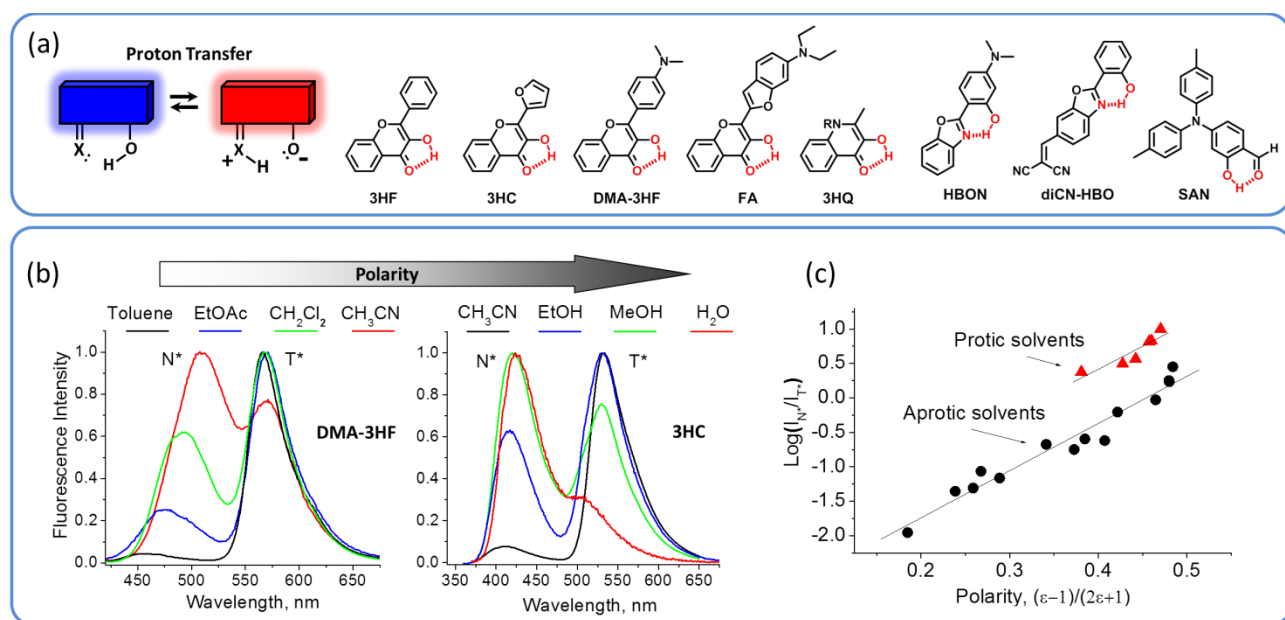 (a)
Proton Transfer
X: H O
X + H :O: -
N
O
O
O
H
3HF
O
O
O
O
H
3HC
N
O
O
O
H
DMA-3HF
N
O
O
O
O
H
FA
RN
O
O
H
3HQ
N
O
O
N
H
HBON
O
O
N
H
NC
CN
diCN-HBO
N
H
O
O
H
SAN
(b)
Polarity
Toluene EtOAc CH₂Cl₂ CH₃CN
CH₃CN EtOH MeOH H₂O
Fluorescence Intensity
1.0
0.8
0.6
0.4
0.2
0.0
N*
T*
DMA-3HF
450 500 550 600 650
Wavelength, nm
1.0
0.8
0.6
0.4
0.2
0.0
N*
T*
3HC
350 400 450 500 550 600 650
Wavelength, nm
(c)
Log(I_N*/I_T*)
1.0
0.5
0.0
-0.5
-1.0
-1.5
-2.0
Protic solvents
Aprotic solvents
0.2 0.3 0.4 0.5
Polarity, (ε−1)/(2ε+1)